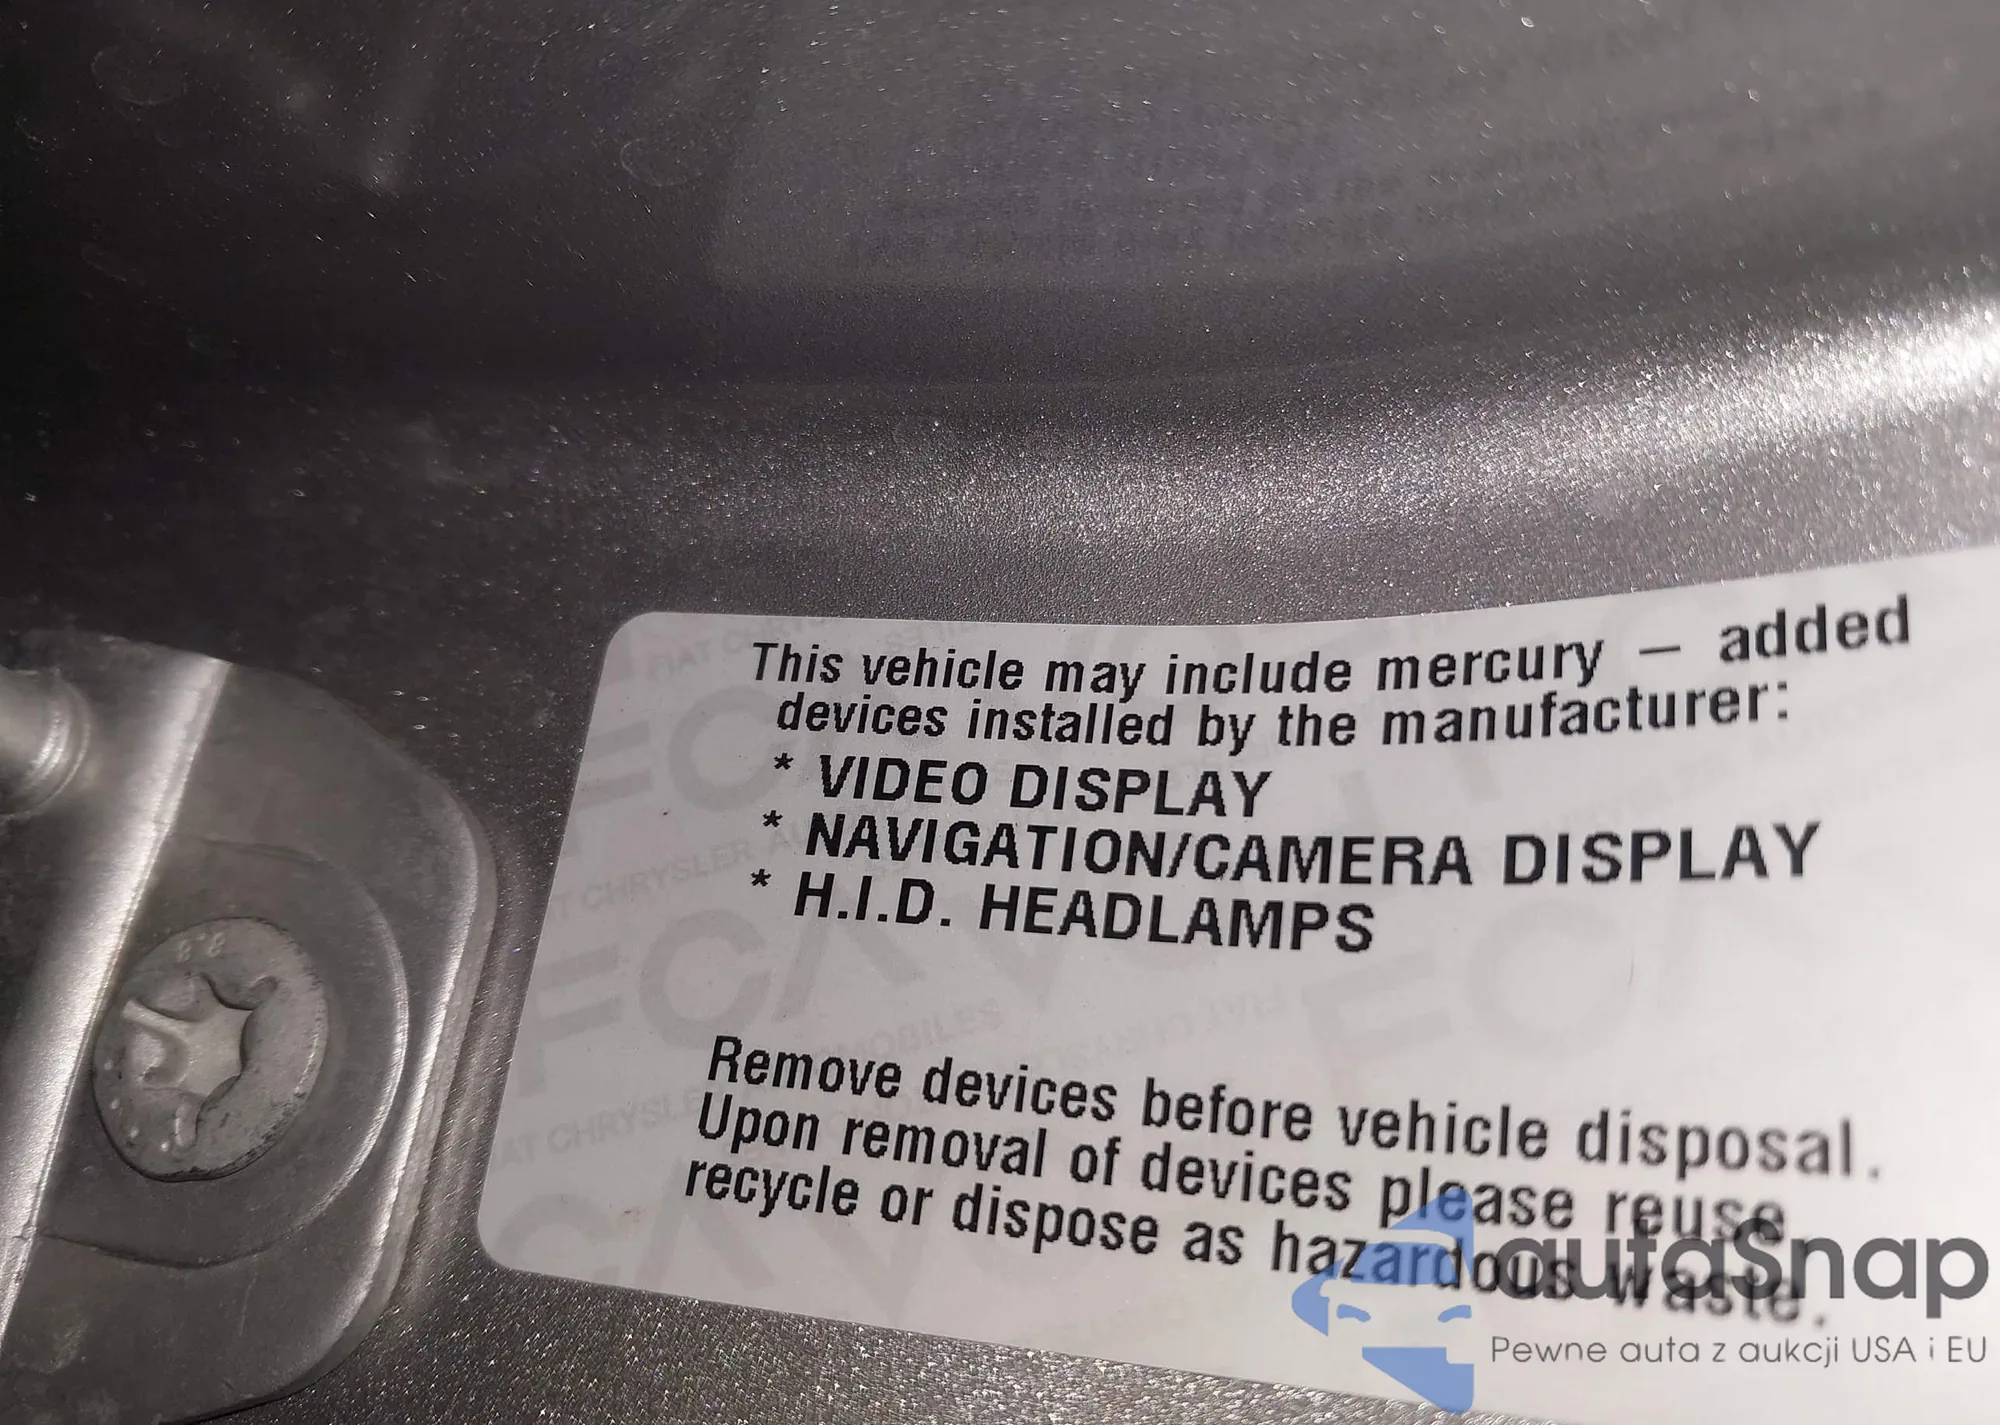 This vehicle may include mercury – added
devices installed by the manufacturer:
* VIDEO DISPLAY
* NAVIGATION/CAMERA DISPLAY
* H.I.D. HEADLAMPS
Remove devices before vehicle disposal.
Upon removal of devices please reuse,
recycle or dispose as hazardous waste.
autaSnap
Pewne auta z aukcji USA i EU